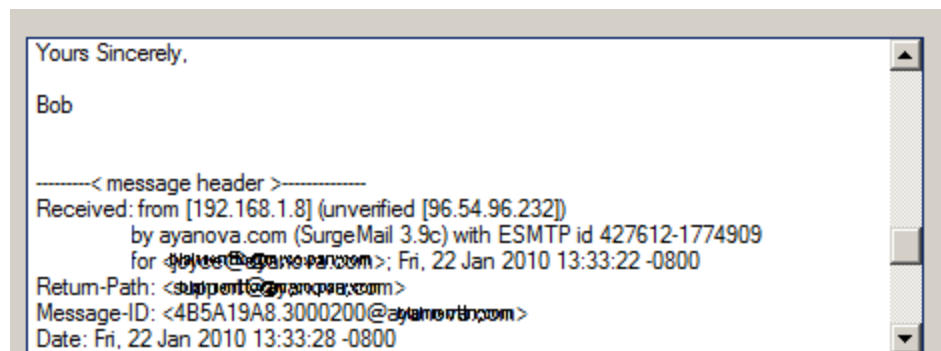 Yours Sincerely,
Bob
---------< message header >--------------
Received: from [192.168.1.8] (unverified [96.54.96.232])
by ayanova.com (SurgeMail 3.9c) with ESMTP id 427612-1774909
for < >; Fri, 22 Jan 2010 13:33:22 -0800
Return-Path: < >
Message-ID: <4B5A19A8.3000200@ >
Date: Fri, 22 Jan 2010 13:33:28 -0800